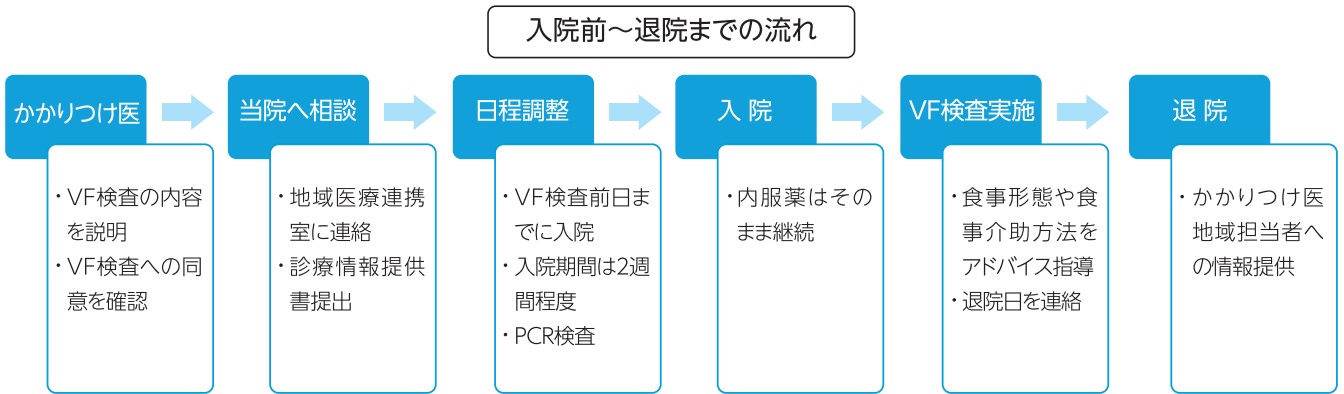 入院前～退院までの流れ
かかりつけ医
・VF検査の内容
を説明
・VF検査への同
意を確認
当院へ相談
・地域医療連携
室に連絡
・診療情報提供
書提出
日程調整
・VF検査前日ま
でに入院
・入院期間は2週
間程度
・PCR検査
入 院
・内服薬はその
まま継続
VF検査実施
・食事形態や食
事介助方法を
アドバイス指導
・退院日を連絡
退 院
・かかりつけ医
地域担当者へ
の情報提供